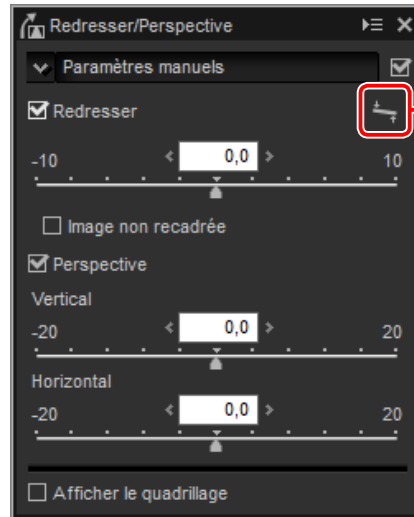 Redresser/Perspective
Paramètres manuels
Redresser
-10 0,0 10
Image non recadrée
Perspective
Vertical
-20 0,0 20
Horizontal
-20 0,0 20
Afficher le quadrillage